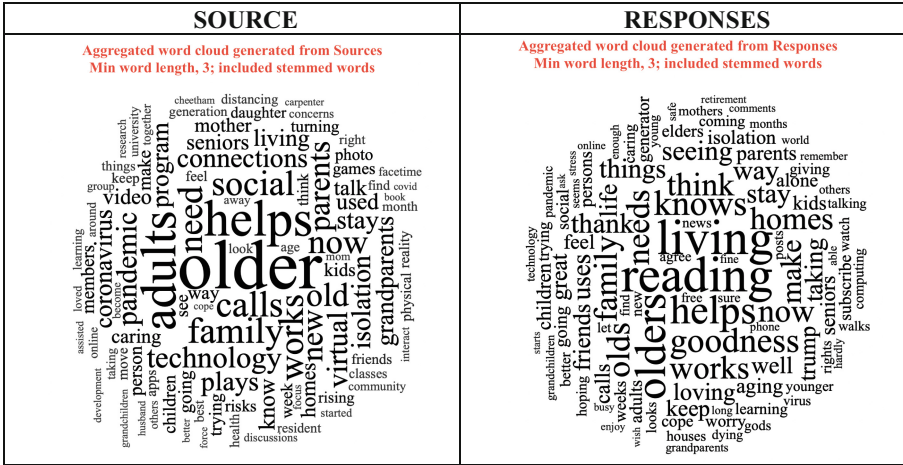 SOURCE
RESPONSES
Aggregated word cloud generated from Sources
Min word length, 3; included stemmed words
cheetham distancing carpenter
generation daughter concerns
mother turning
seniors living right
connections photo
feel games facetime
social think talk find covid
away used book
helps stays month
parents
need
program
adults
make together
university
research
things
keep
group video
around
members
coronavirus
pandemic
learning
loved
become
look age now
older mom
kids
grandparents
physical reality
isolation
interact
see way cope calls old
family works new virtual
caring
assisted
online
technology friends
taking
move
person
apps
plays classes
community
children going know week focus homes rising
started
development
grandchildren
husband
others
better best trying risks
force health resident
discussions
Aggregated word cloud generated from Responses
Min word length, 3; included stemmed words
retirement
safe mothers comments
generator coming months
young elders isolation world
enough caring
online seeing parents remember
stress things way giving
persons think alone
seems ask
pandemic
social life stay others
knows kids talking
thank needs news homes
feel living posts
technology
trying
children
great
uses
family
agree fine make able
taking
seniors
watch
subscribe
computing
reading
find new free sure
starts
going
better
friends
let
olders helps now
phone
goodness
trump
rights
hardly
walks
grandchildren
hoping
calls
olds
works well
busy weeks adults
loving aging younger
virus
enjoy
wish
looks
keep long learning
cope worry gods
houses dying
grandparents